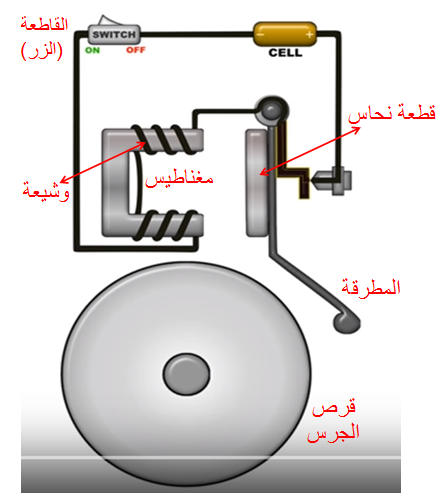 القاطعة
(الزر)
SWITCH
ON OFF
- +
CELL
قطعة نحاس
مغناطيس
وشيعة
المطرقة
قرص
الجرس